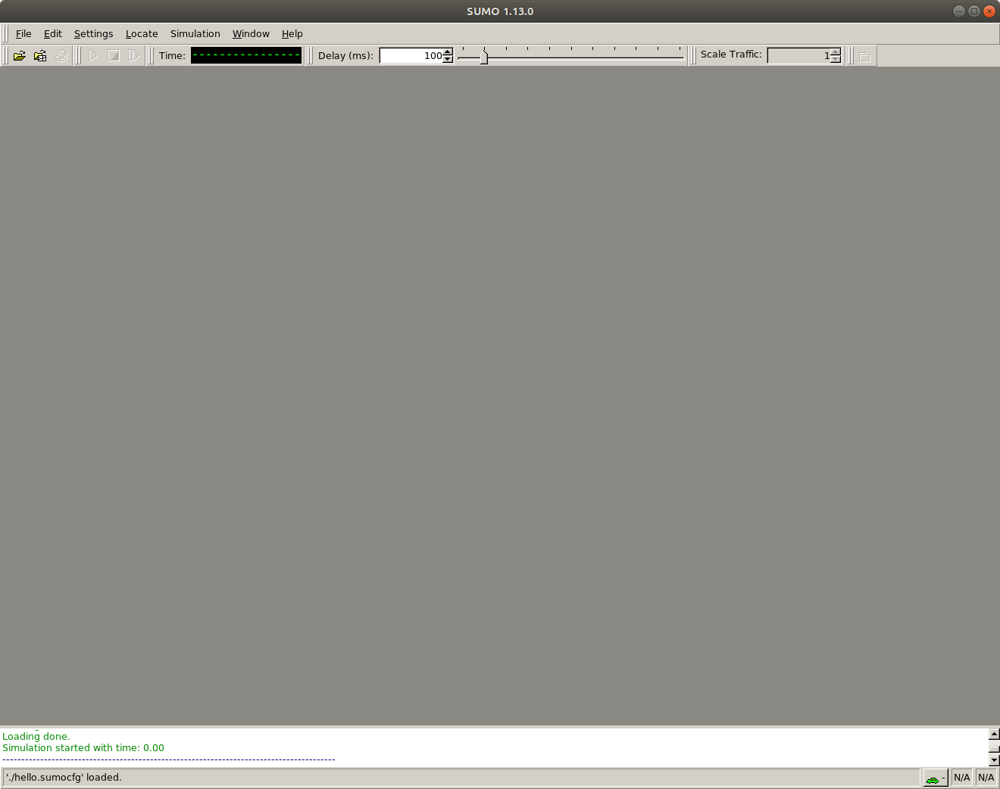 SUMO 1.13.0
File Edit Settings Locate Simulation Window Help
Time: Delay (ms): 100 Scale Traffic: 1
Loading done.
Simulation started with time: 0.00
----------------------------------------------------------------------------------------
'./hello.sumocfg' loaded. - N/A N/A